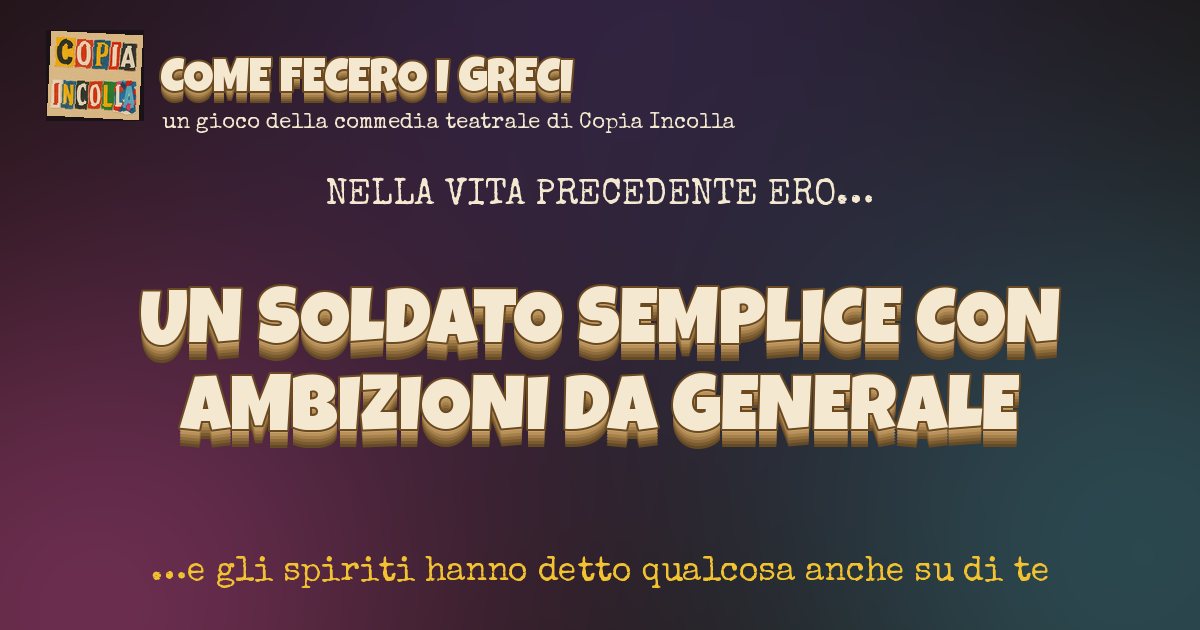 COPIA
INCOLLA
COME FECERO I GRECI
un gioco della commedia teatrale di Copia Incolla
NELLA VITA PRECEDENTE ERO...
UN SOLDATO SEMPLICE CON
AMBIZIONI DA GENERALE
...e gli spiriti hanno detto qualcosa anche su di te